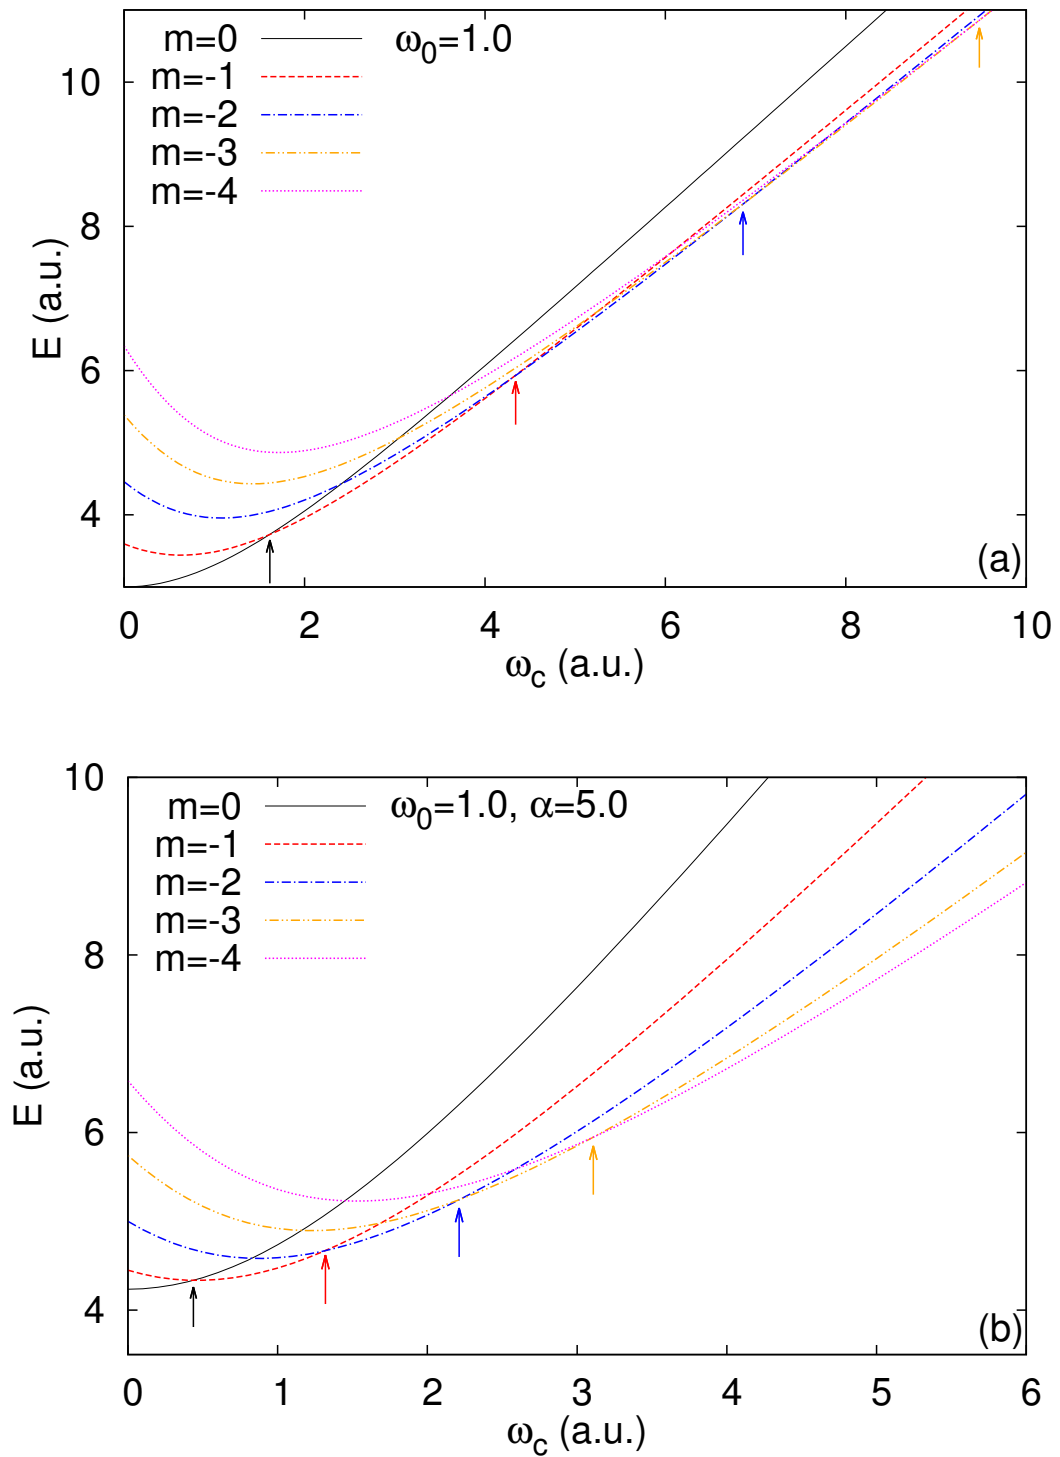 m=0
ω0=1.0
m=-1
m=-2
m=-3
m=-4
10
8
6
4
E (a.u.)
(a)
0 2 4 6 8 10
ωc (a.u.)
m=0
ω0=1.0, α=5.0
m=-1
m=-2
m=-3
m=-4
10
8
6
4
E (a.u.)
(b)
0 1 2 3 4 5 6
ωc (a.u.)